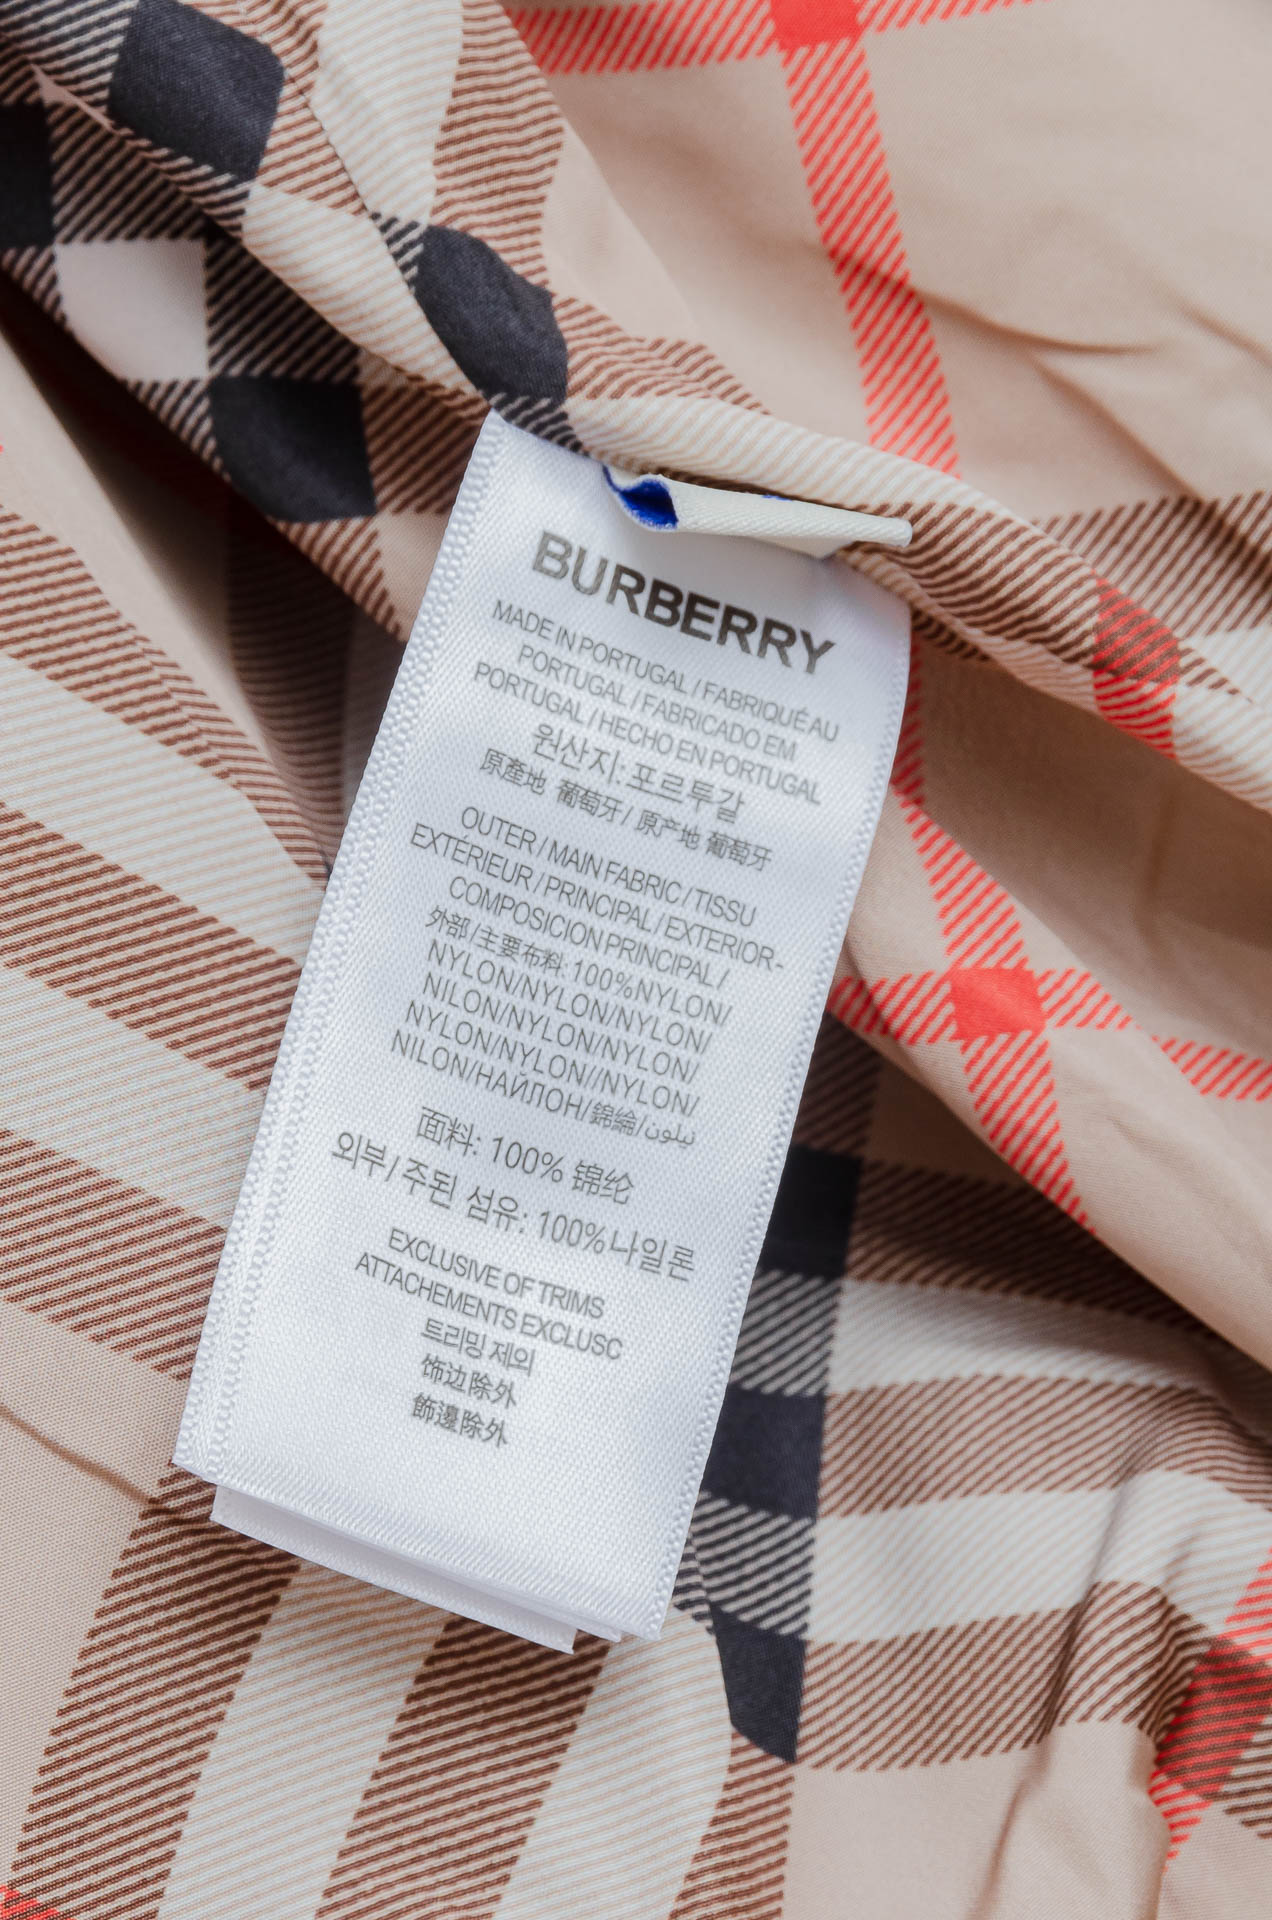 BURBERRY
MADE IN PORTUGAL / FABRIQUÉ AU
PORTUGAL / FABRICADO EM
PORTUGAL / HECHO EN PORTUGAL
원산지: 포르투갈
原產地 葡萄牙 / 原产地 葡萄牙
OUTER / MAIN FABRIC / TISSU
EXTÉRIEUR / PRINCIPAL / EXTERIOR-
COMPOSICION PRINCIPAL /
外部 / 主要布料: 100%NYLON/
NYLON/NYLON/NYLON/
NILON/NYLON/NYLON/
NYLON/NYLON//NYLON/
NILON/НАЙЛОН/錦綸/نيلون
面料: 100% 锦纶
외부 / 주된 섬유: 100%나일론
EXCLUSIVE OF TRIMS
ATTACHEMENTS EXCLUSC
트리밍 제외
饰边除外
飾邊除外